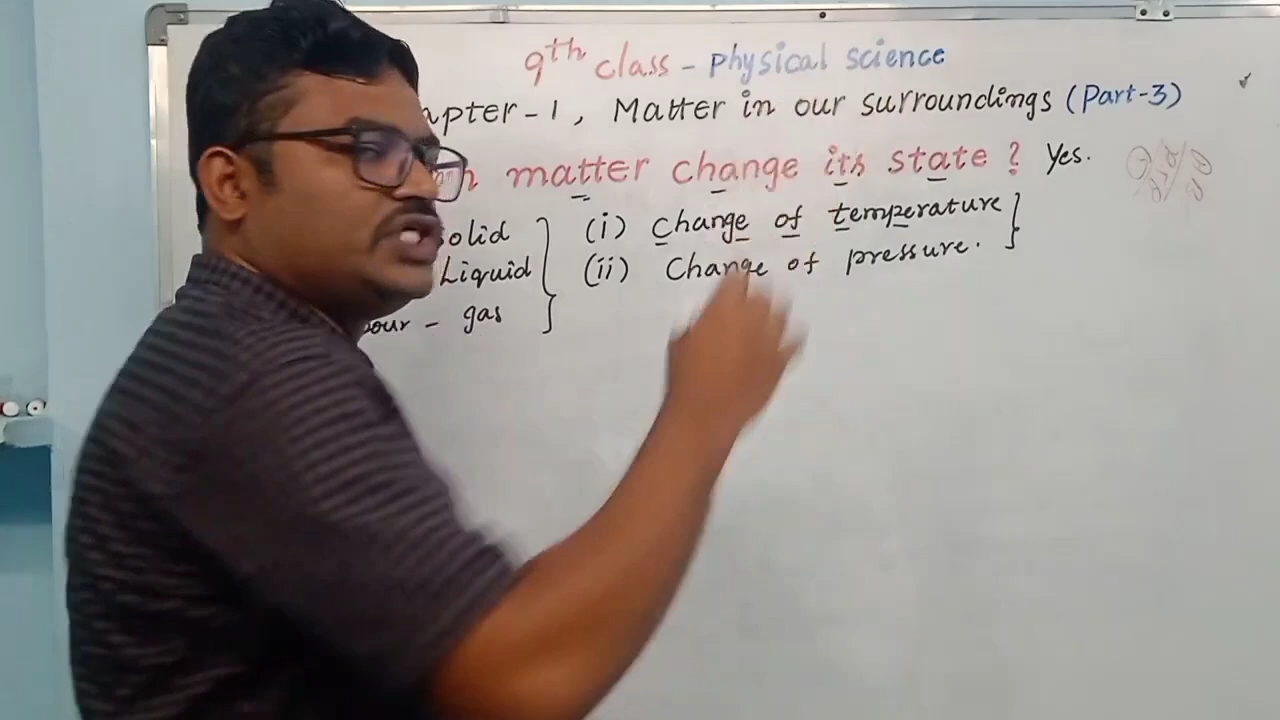 9th class - physical science
apter - 1, Matter in our surroundings (Part-3)
n matter change its state ? Yes.
olid (i) change of temperature
Liquid (ii) Change of pressure.
pour - gas